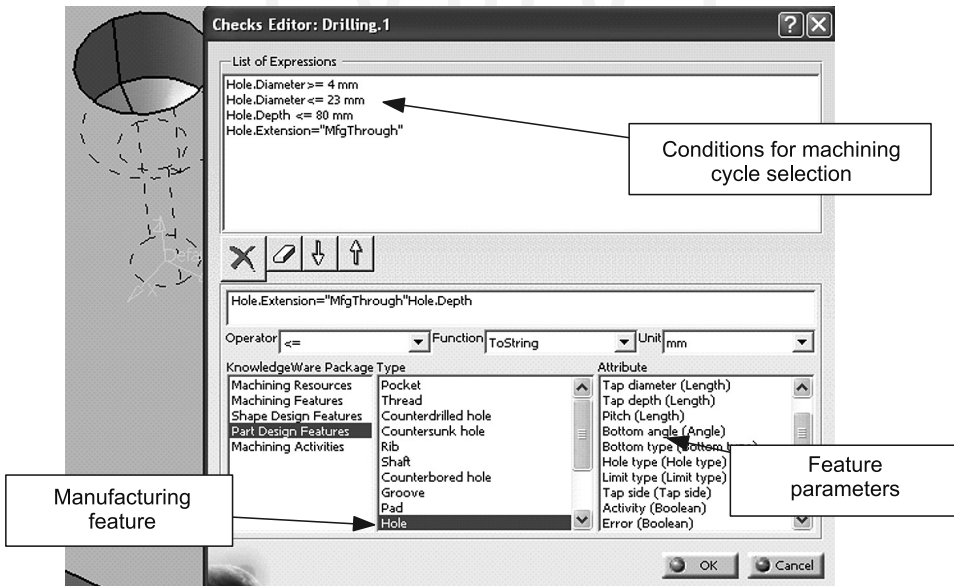 Checks Editor: Drilling.1
List of Expressions
Hole.Diameter>= 4 mm
Hole.Diameter<= 23 mm
Hole.Depth <= 80 mm
Hole.Extension="MfgThrough"
Conditions for machining
cycle selection
Hole.Extension="MfgThrough"Hole.Depth
Operator <= Function ToString Unit mm
KnowledgeWare Package Type Attribute
Machining Resources
Machining Features
Shape Design Features
Part Design Features
Machining Activities
Pocket
Thread
Counterdrilled hole
Countersunk hole
Rib
Shaft
Counterbored hole
Groove
Pad
Hole
Tap diameter (Length)
Tap depth (Length)
Pitch (Length)
Bottom angle (Angle)
Bottom type (Bottom
Hole type (Hole type)
Limit type (Limit type)
Tap side (Tap side)
Activity (Boolean)
Error (Boolean)
Manufacturing
feature
Feature
parameters
OK Cancel